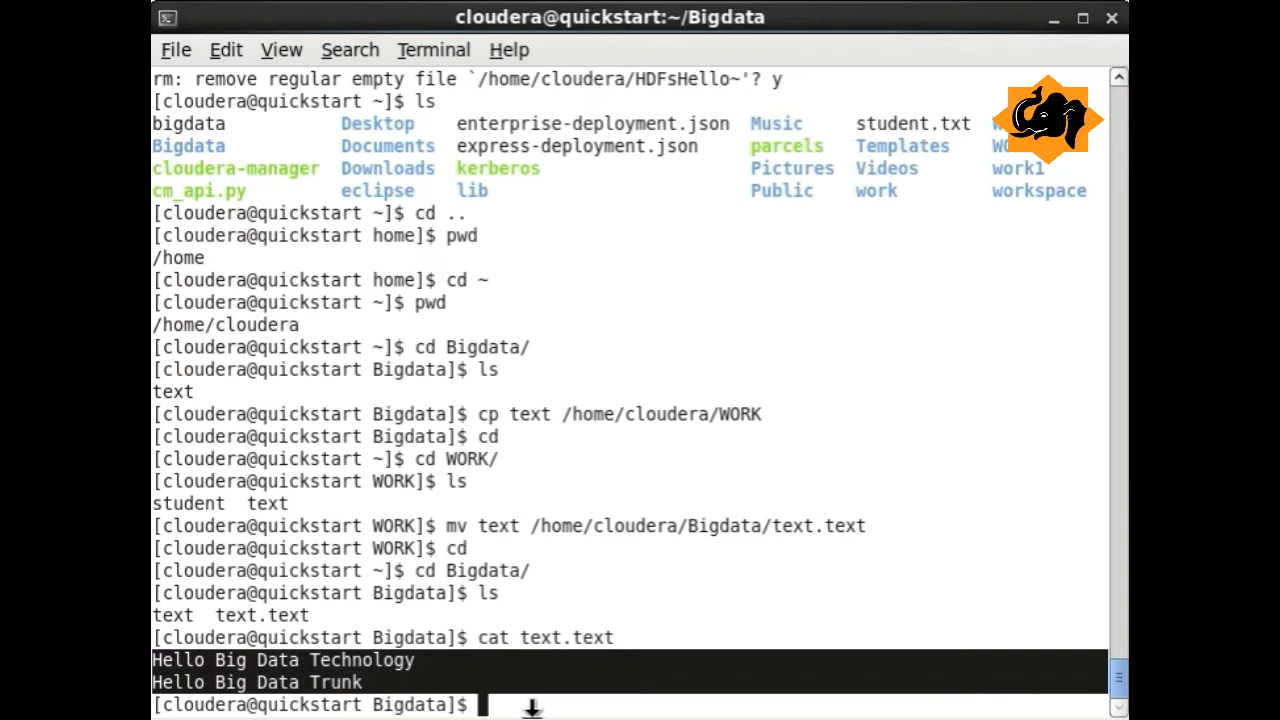 cloudera@quickstart:~/Bigdata
File Edit View Search Terminal Help
rm: remove regular empty file `/home/cloudera/HDFsHello~'? y
[cloudera@quickstart ~]$ ls
bigdata Desktop enterprise-deployment.json Music student.txt
Bigdata Documents express-deployment.json parcels Templates
cloudera-manager Downloads kerberos Pictures Videos work1
cm_api.py eclipse lib Public work workspace
[cloudera@quickstart ~]$ cd ..
[cloudera@quickstart home]$ pwd
/home
[cloudera@quickstart home]$ cd ~
[cloudera@quickstart ~]$ pwd
/home/cloudera
[cloudera@quickstart ~]$ cd Bigdata/
[cloudera@quickstart Bigdata]$ ls
text
[cloudera@quickstart Bigdata]$ cp text /home/cloudera/WORK
[cloudera@quickstart Bigdata]$ cd
[cloudera@quickstart ~]$ cd WORK/
[cloudera@quickstart WORK]$ ls
student text
[cloudera@quickstart WORK]$ mv text /home/cloudera/Bigdata/text.text
[cloudera@quickstart WORK]$ cd
[cloudera@quickstart ~]$ cd Bigdata/
[cloudera@quickstart Bigdata]$ ls
text text.text
[cloudera@quickstart Bigdata]$ cat text.text
Hello Big Data Technology
Hello Big Data Trunk
[cloudera@quickstart Bigdata]$